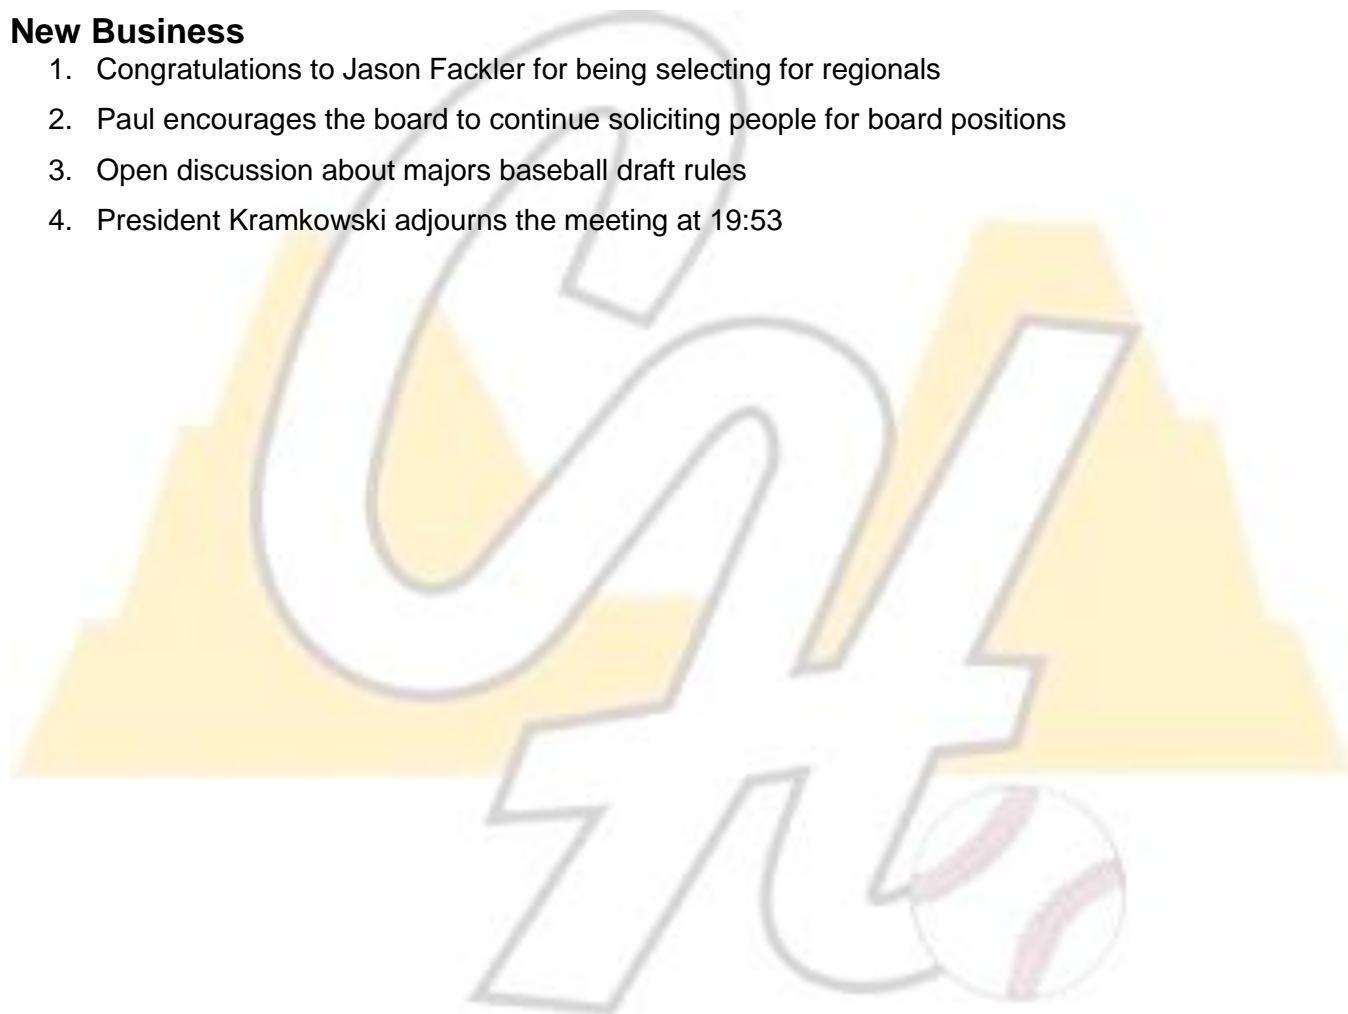 New Business
1. Congratulations to Jason Fackler for being selecting for regionals
2. Paul encourages the board to continue soliciting people for board positions
3. Open discussion about majors baseball draft rules
4. President Kramkowski adjourns the meeting at 19:53
CH